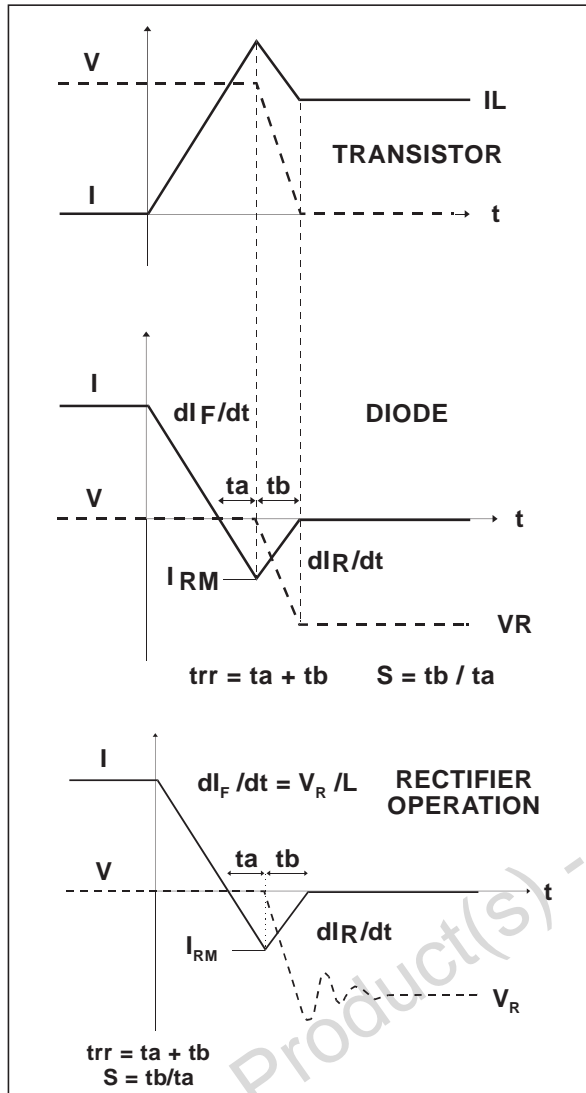 V
IL
TRANSISTOR
I
t
I
dIF/dt
DIODE
ta tb
V
t
IRM
dIR/dt
VR
trr = ta + tb S = tb / ta
I
dIF/dt = VR/L
RECTIFIER
OPERATION
ta tb
V
t
IRM
dIR/dt
VR
trr = ta + tb
S = tb/ta
Product(s) -